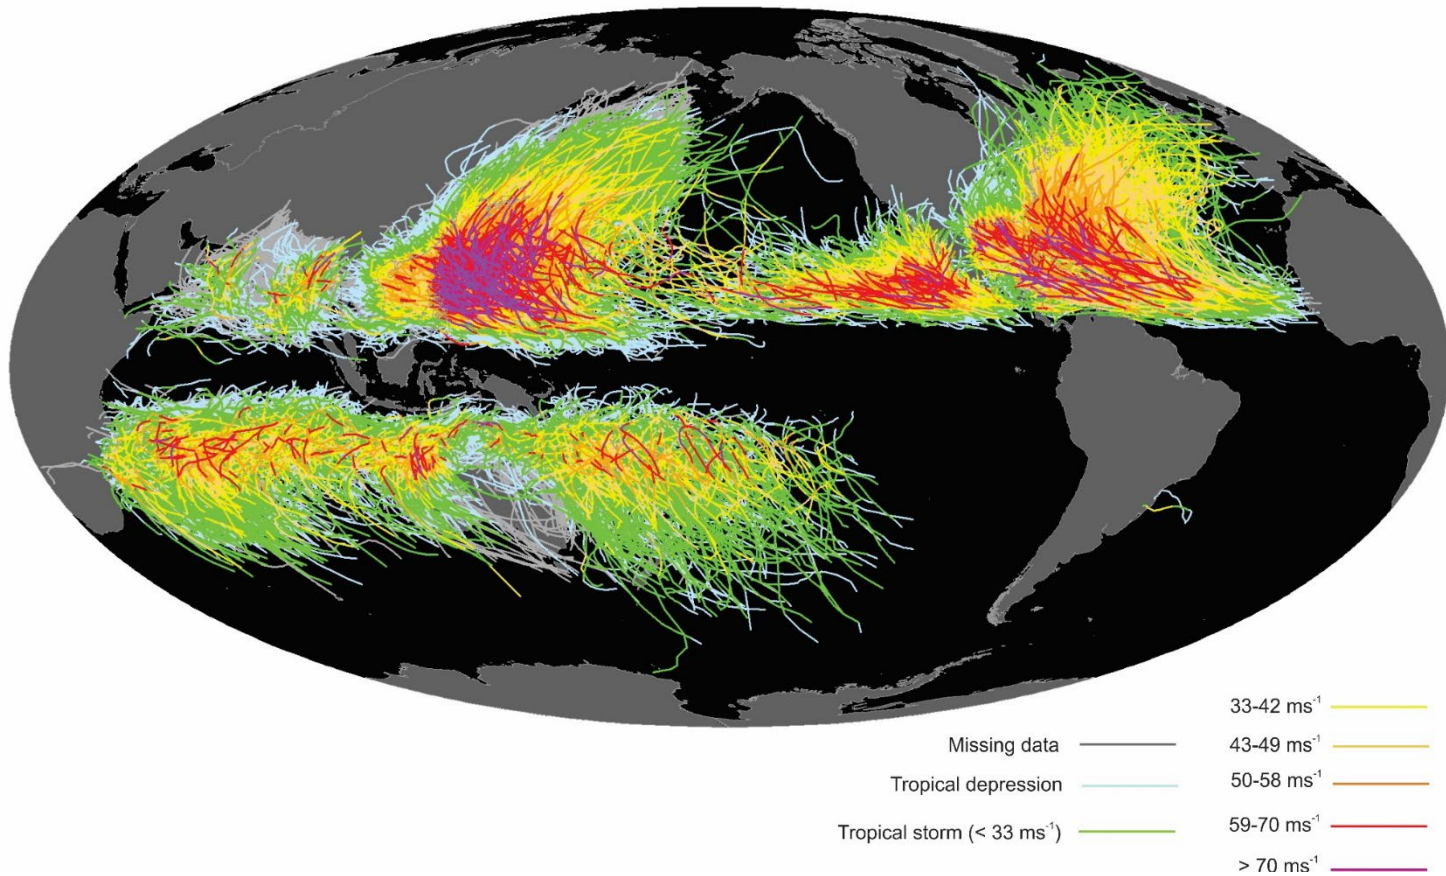 Missing data
Tropical depression
Tropical storm (< 33 ms⁻¹)
33-42 ms⁻¹
43-49 ms⁻¹
50-58 ms⁻¹
59-70 ms⁻¹
> 70 ms⁻¹